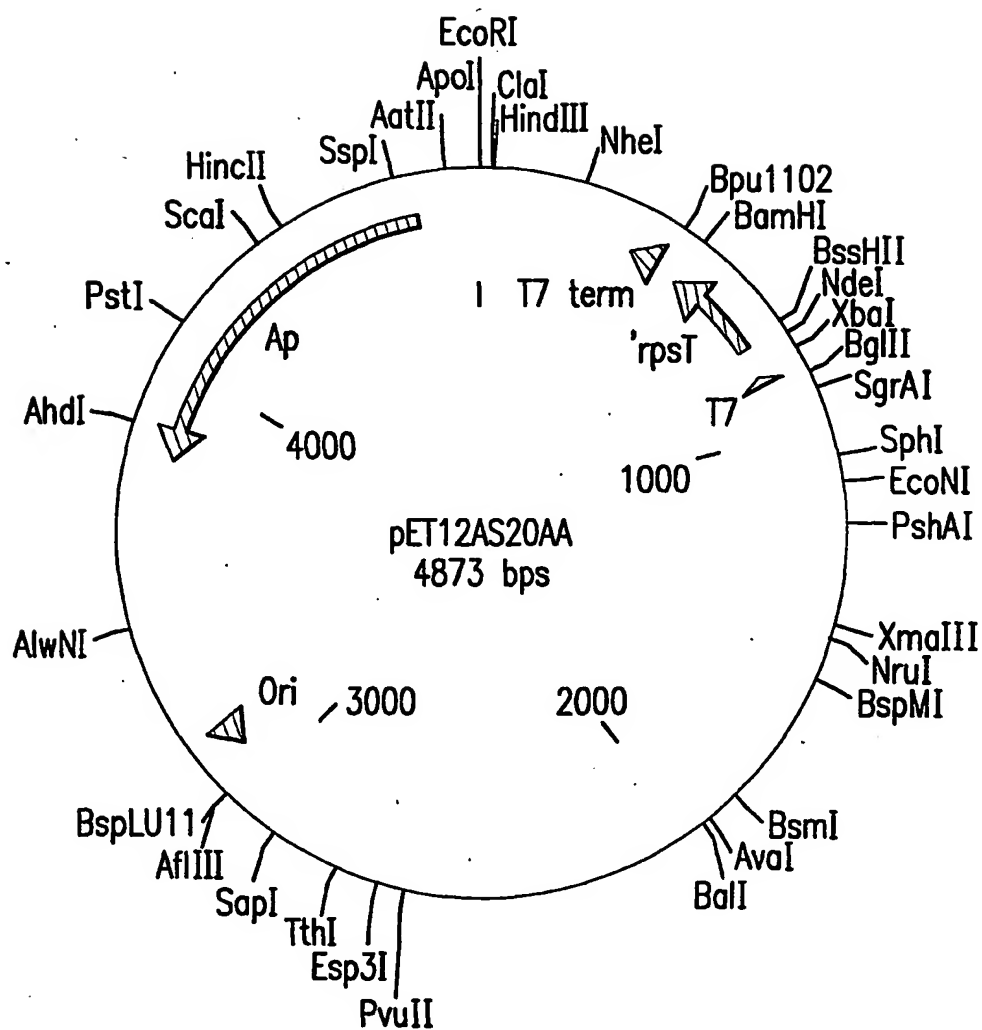 EcoRI
ApoI
ClaI
AatII
HindIII
SspI
NheI
HincII
Bpu1102
ScaI
BamHI
BssHII
NdeI
PstI
I
T7 term
XbaI
Ap
'rpsT
BglII
SgrAI
AhdI
T7
4000
SphI
1000
EcoNI
pET12AS20AA
PshAI
4873 bps
AlwNI
XmaIII
NruI
Ori
3000
2000
BspMI
BspLU11
BsmI
AflIII
AvaI
SapI
BalI
TthI
Esp3I
PvuII